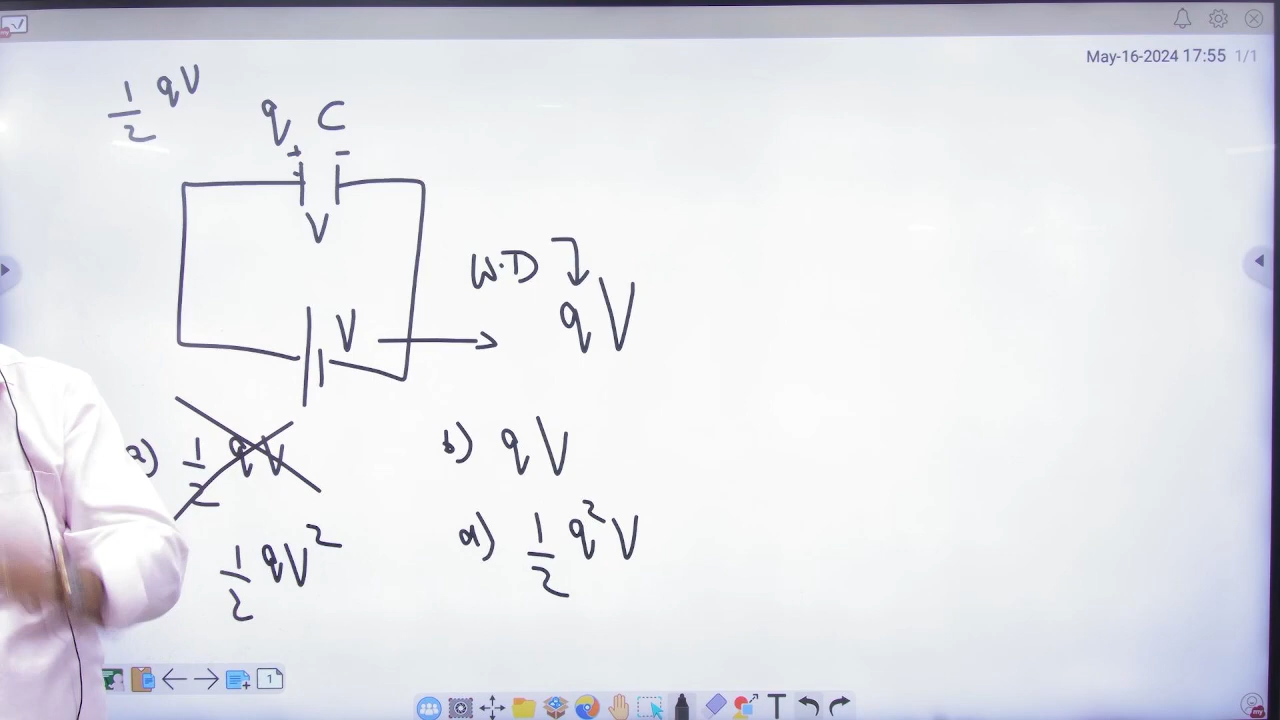 May-16-2024 17:55 1/1
1/2 qV
q C
+ -
V
W.D
V
qV
a) 1/2 qV
b) qV
1/2 qV²
a) 1/2 q²V
1
T